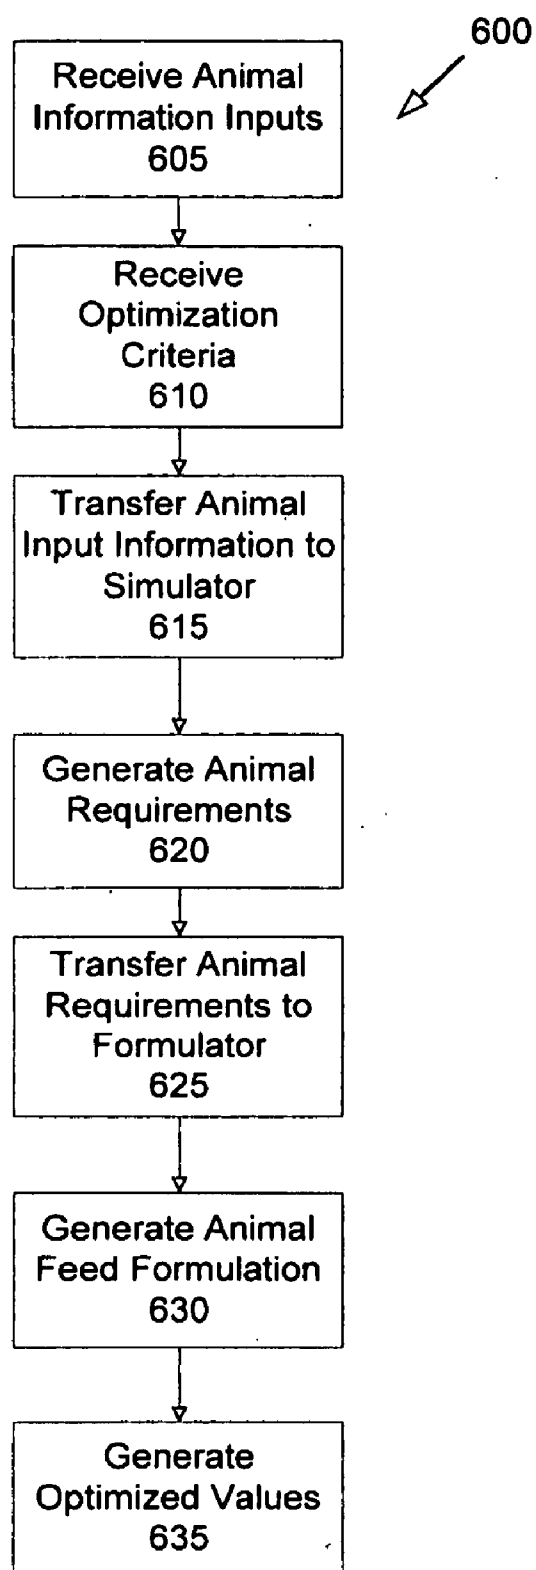 600
Receive Animal
Information Inputs
605
Receive
Optimization
Criteria
610
Transfer Animal
Input Information to
Simulator
615
Generate Animal
Requirements
620
Transfer Animal
Requirements to
Formulator
625
Generate Animal
Feed Formulation
630
Generate
Optimized Values
635